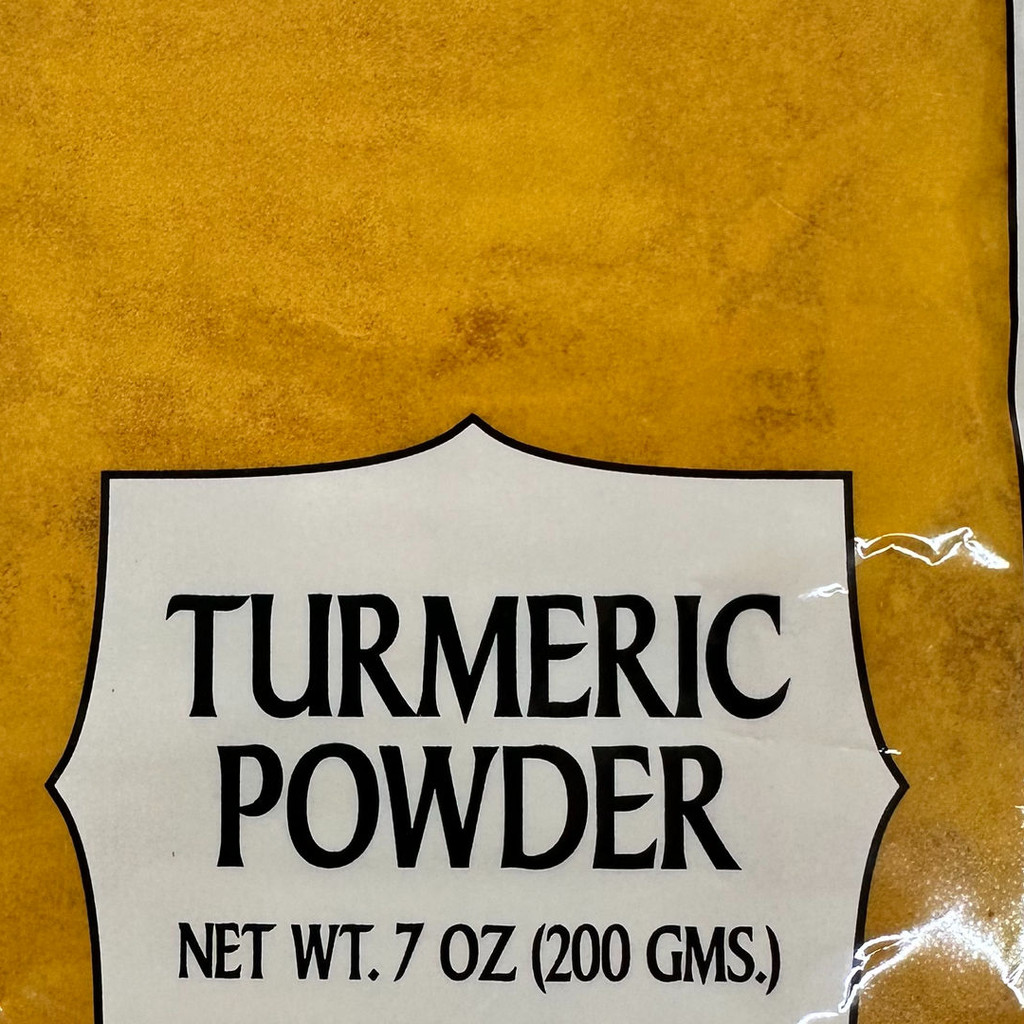 TURMERIC
POWDER
NET WT. 7 OZ (200 GMS.)